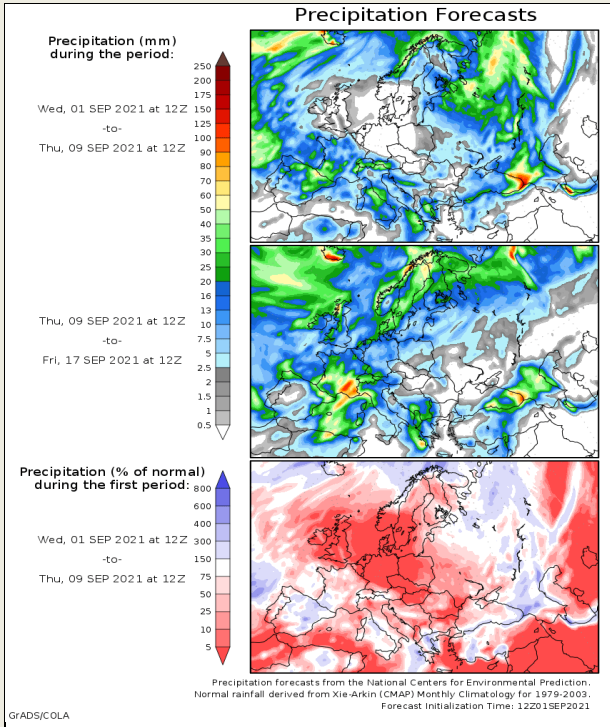 Precipitation Forecasts
Precipitation (mm)
during the period:
Wed, 01 SEP 2021 at 12Z
-to-
Thu, 09 SEP 2021 at 12Z
250
200
175
150
125
100
90
80
70
60
50
40
35
30
25
20
16
13
10
7.5
5
2.5
2
1.5
1
0.5
Thu, 09 SEP 2021 at 12Z
-to-
Fri, 17 SEP 2021 at 12Z
Precipitation (% of normal)
during the first period:
Wed, 01 SEP 2021 at 12Z
-to-
Thu, 09 SEP 2021 at 12Z
800
600
400
300
150
75
50
25
10
5
Precipitation forecasts from the National Centers for Environmental Prediction.
Normal rainfall derived from Xie-Arkin (CMAP) Monthly Climatology for 1979-2003.
Forecast Initialization Time: 12Z01SEP2021
GrADS/COLA